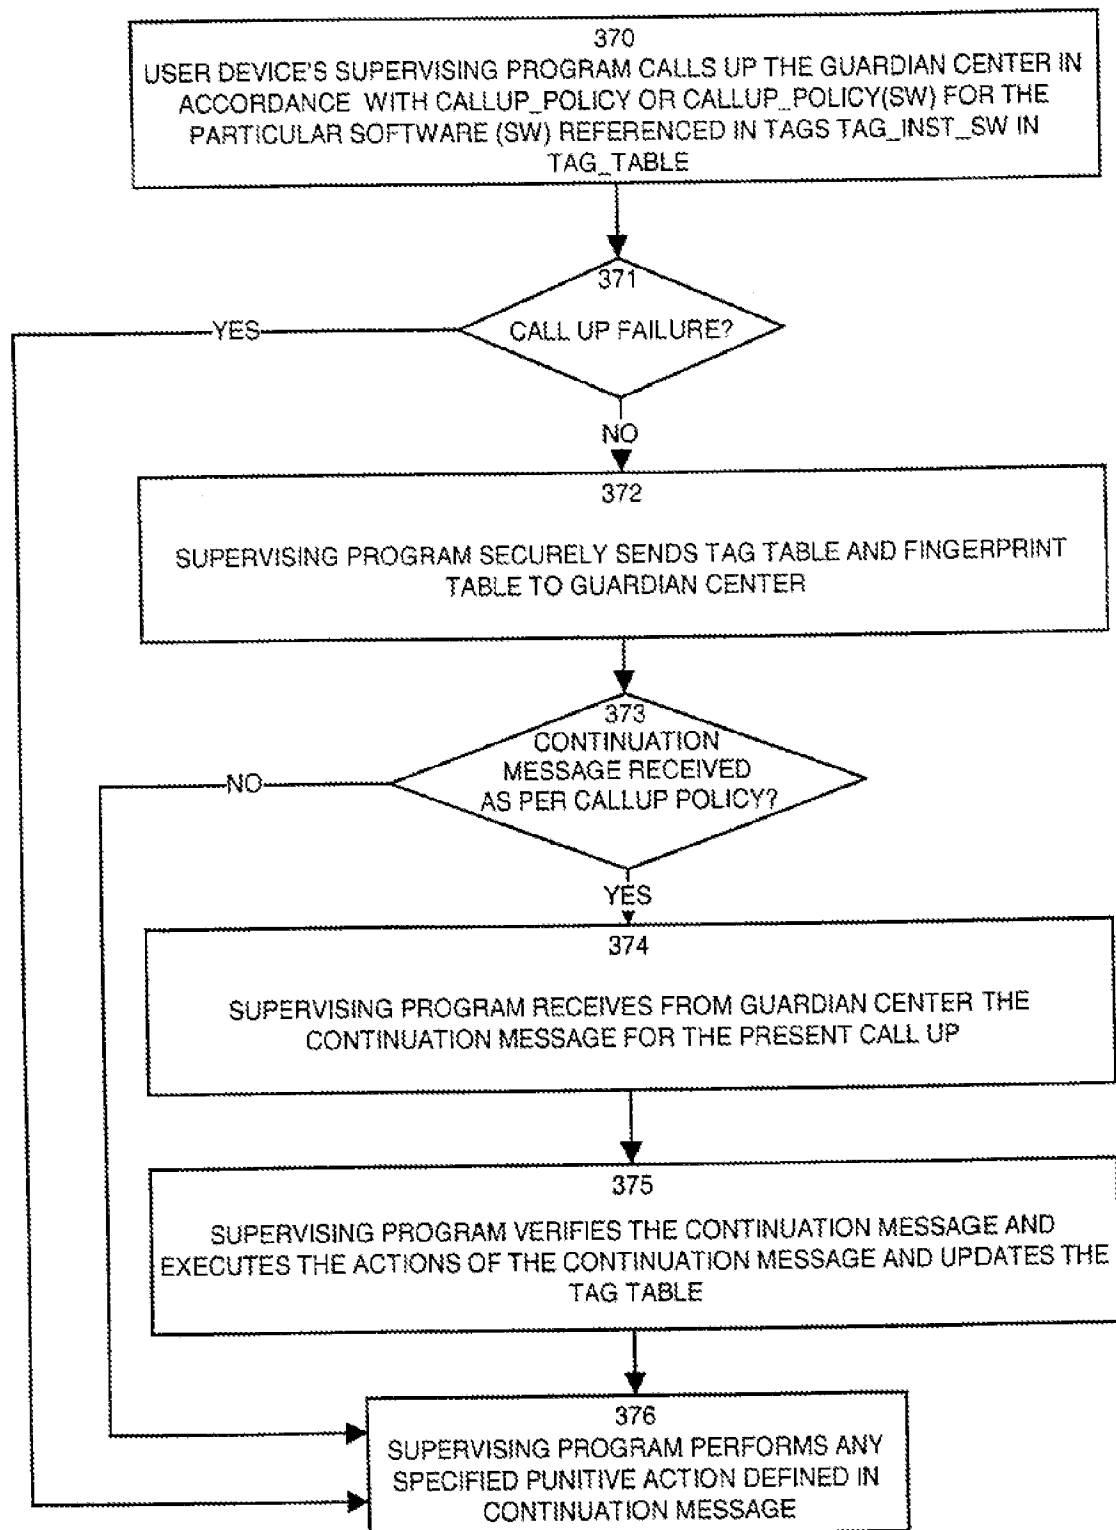 370
USER DEVICE'S SUPERVISING PROGRAM CALLS UP THE GUARDIAN CENTER IN
ACCORDANCE WITH CALLUP_POLICY OR CALLUP_POLICY(SW) FOR THE
PARTICULAR SOFTWARE (SW) REFERENCED IN TAGS TAG_INST_SW IN
TAG_TABLE
371
CALL UP FAILURE?
YES
NO
372
SUPERVISING PROGRAM SECURELY SENDS TAG TABLE AND FINGERPRINT
TABLE TO GUARDIAN CENTER
373
CONTINUATION
MESSAGE RECEIVED
AS PER CALLUP POLICY?
NO
YES
374
SUPERVISING PROGRAM RECEIVES FROM GUARDIAN CENTER THE
CONTINUATION MESSAGE FOR THE PRESENT CALL UP
375
SUPERVISING PROGRAM VERIFIES THE CONTINUATION MESSAGE AND
EXECUTES THE ACTIONS OF THE CONTINUATION MESSAGE AND UPDATES THE
TAG TABLE
376
SUPERVISING PROGRAM PERFORMS ANY
SPECIFIED PUNITIVE ACTION DEFINED IN
CONTINUATION MESSAGE